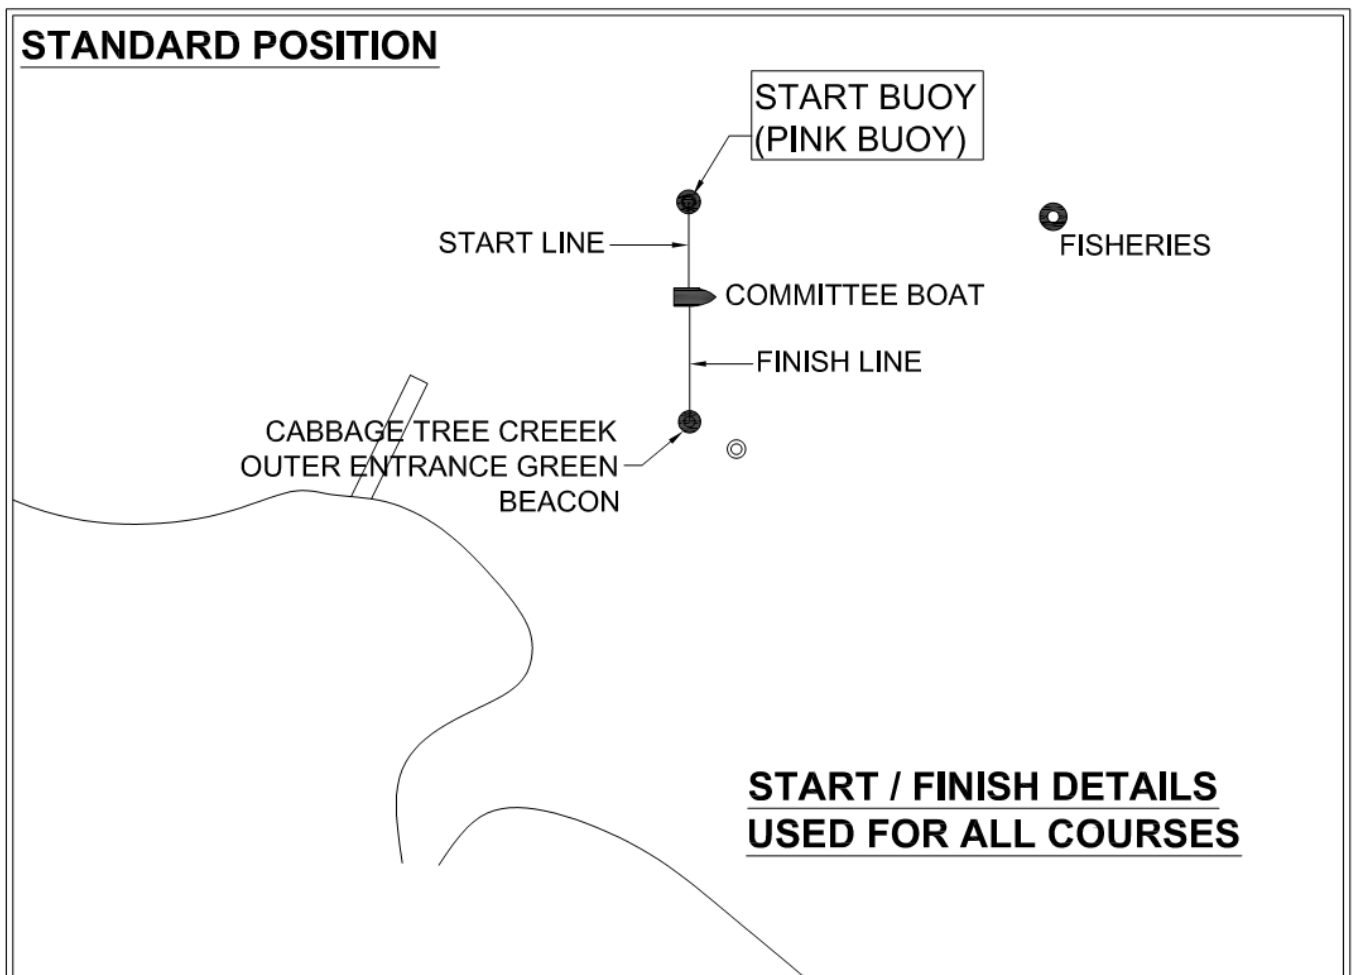 STANDARD POSITION
START BUOY
(PINK BUOY)
START LINE
FISHERIES
COMMITTEE BOAT
FINISH LINE
CABBAGE TREE CREEEK
OUTER ENTRANCE GREEN
BEACON
START / FINISH DETAILS
USED FOR ALL COURSES